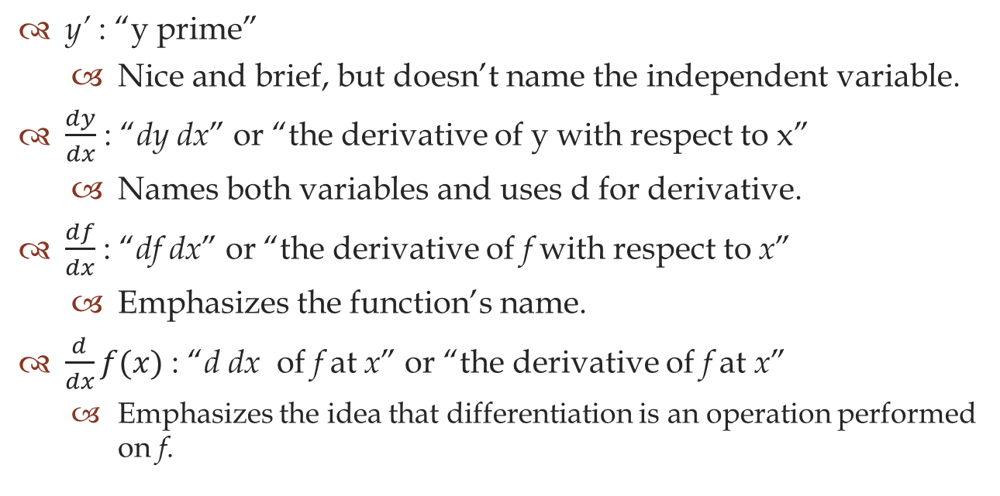 y′ : “y prime”
Nice and brief, but doesn’t name the independent variable.
dy/dx : “dy dx” or “the derivative of y with respect to x”
Names both variables and uses d for derivative.
df/dx : “df dx” or “the derivative of f with respect to x”
Emphasizes the function’s name.
d/dx f(x) : “d dx of f at x” or “the derivative of f at x”
Emphasizes the idea that differentiation is an operation performed
on f.